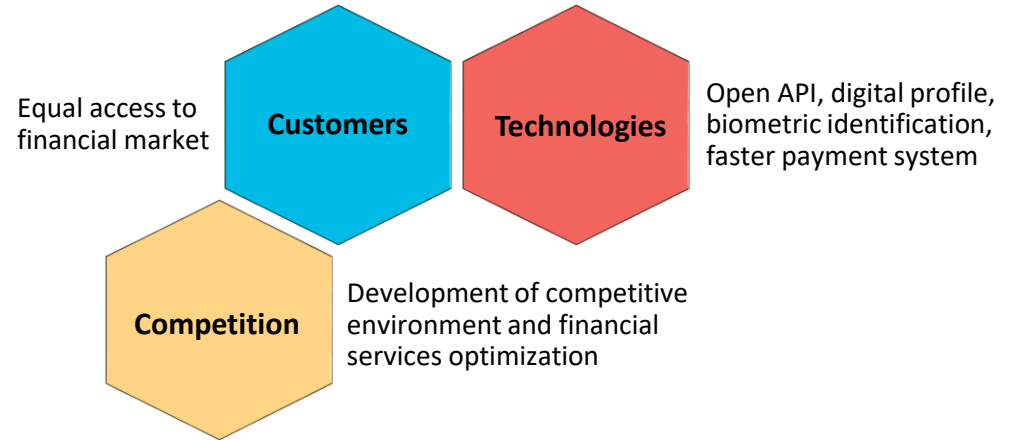 Equal access to
financial market
Customers
Technologies
Open API, digital profile,
biometric identification,
faster payment system
Competition
Development of competitive
environment and financial
services optimization